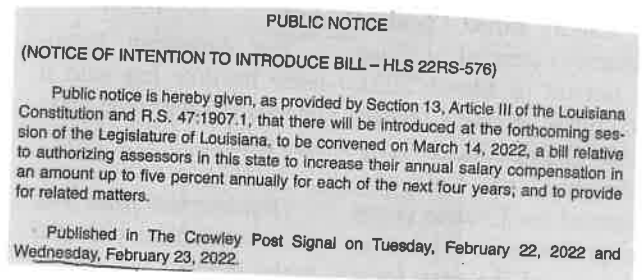 PUBLIC NOTICE
(NOTICE OF INTENTION TO INTRODUCE BILL – HLS 22RS-576)
Public notice is hereby given, as provided by Section 13, Article III of the Louisiana
Constitution and R.S. 47:1907.1, that there will be introduced at the forthcoming ses-
sion of the Legislature of Louisiana, to be convened on March 14, 2022, a bill relative
to authorizing assessors in this state to increase their annual salary compensation in
an amount up to five percent annually for each of the next four years; and to provide
for related matters.
Published in The Crowley Post Signal on Tuesday, February 22, 2022 and
Wednesday, February 23, 2022.